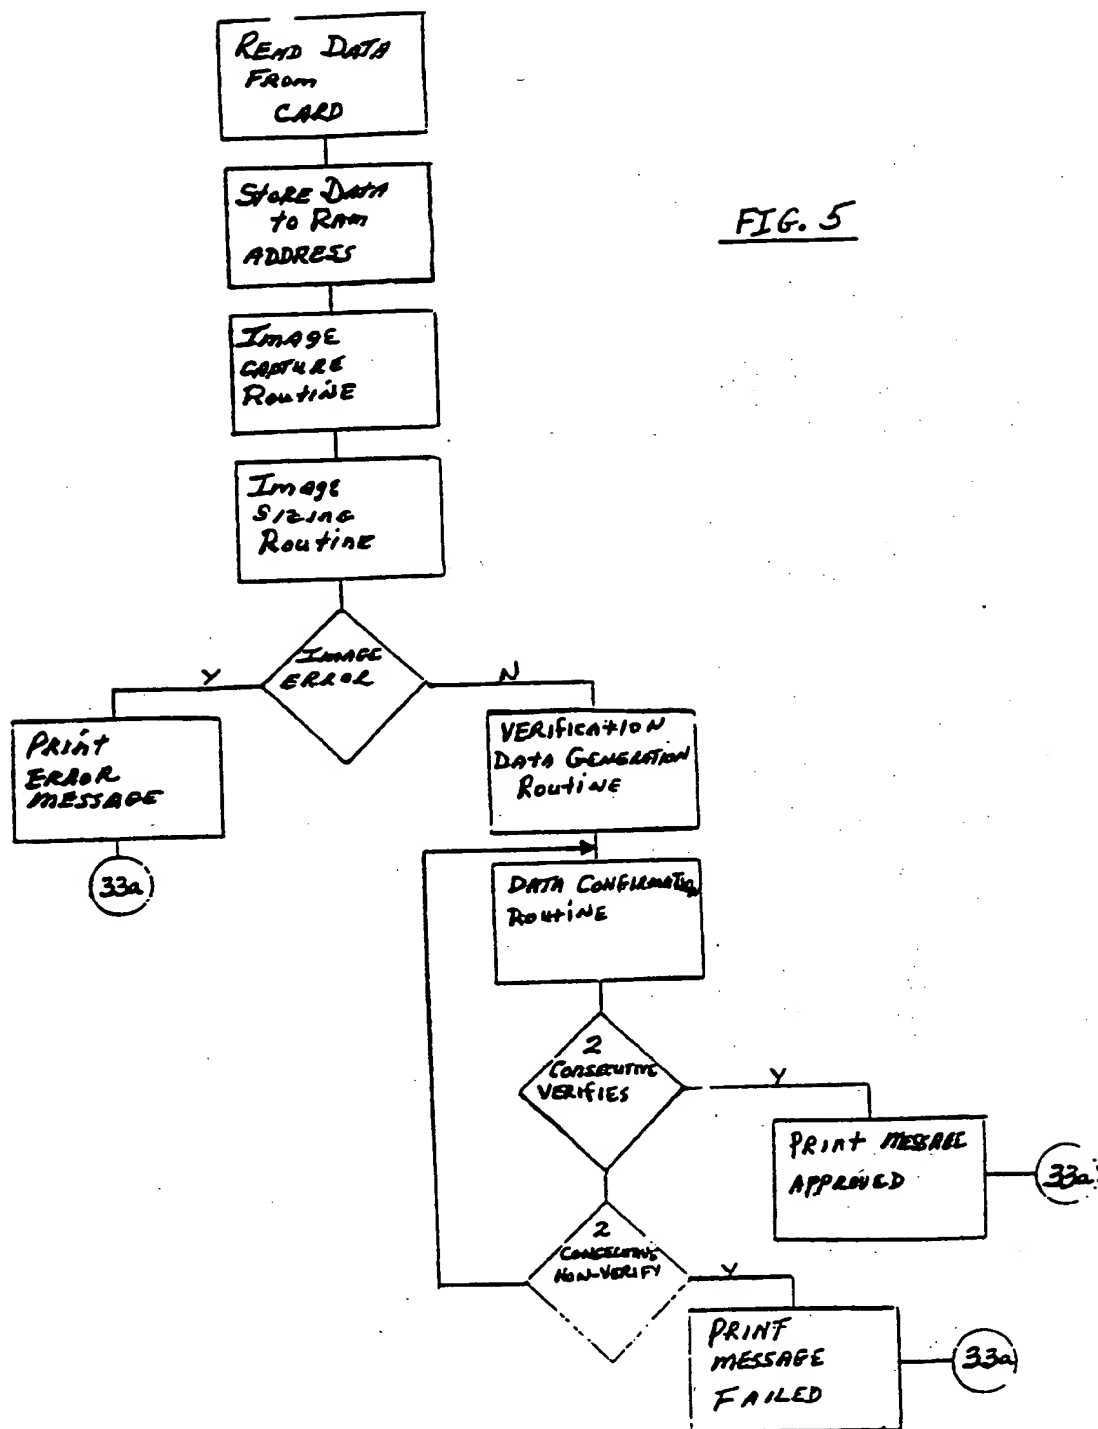 READ DATA
FROM
CARD
STORE DATA
TO RAM
ADDRESS
FIG. 5
IMAGE
CAPTURE
ROUTINE
IMAGE
SIZING
ROUTINE
IMAGE
ERROR
Y
N
PRINT
ERROR
MESSAGE
33a
VERIFICATION
DATA GENERATION
ROUTINE
DATA CONFIRMATION
ROUTINE
2
CONSECUTIVE
VERIFIES
Y
PRINT MESSAGE
APPROVED
33a
2
CONSECUTIVE
NON-VERIFY
Y
PRINT
MESSAGE
FAILED
33a